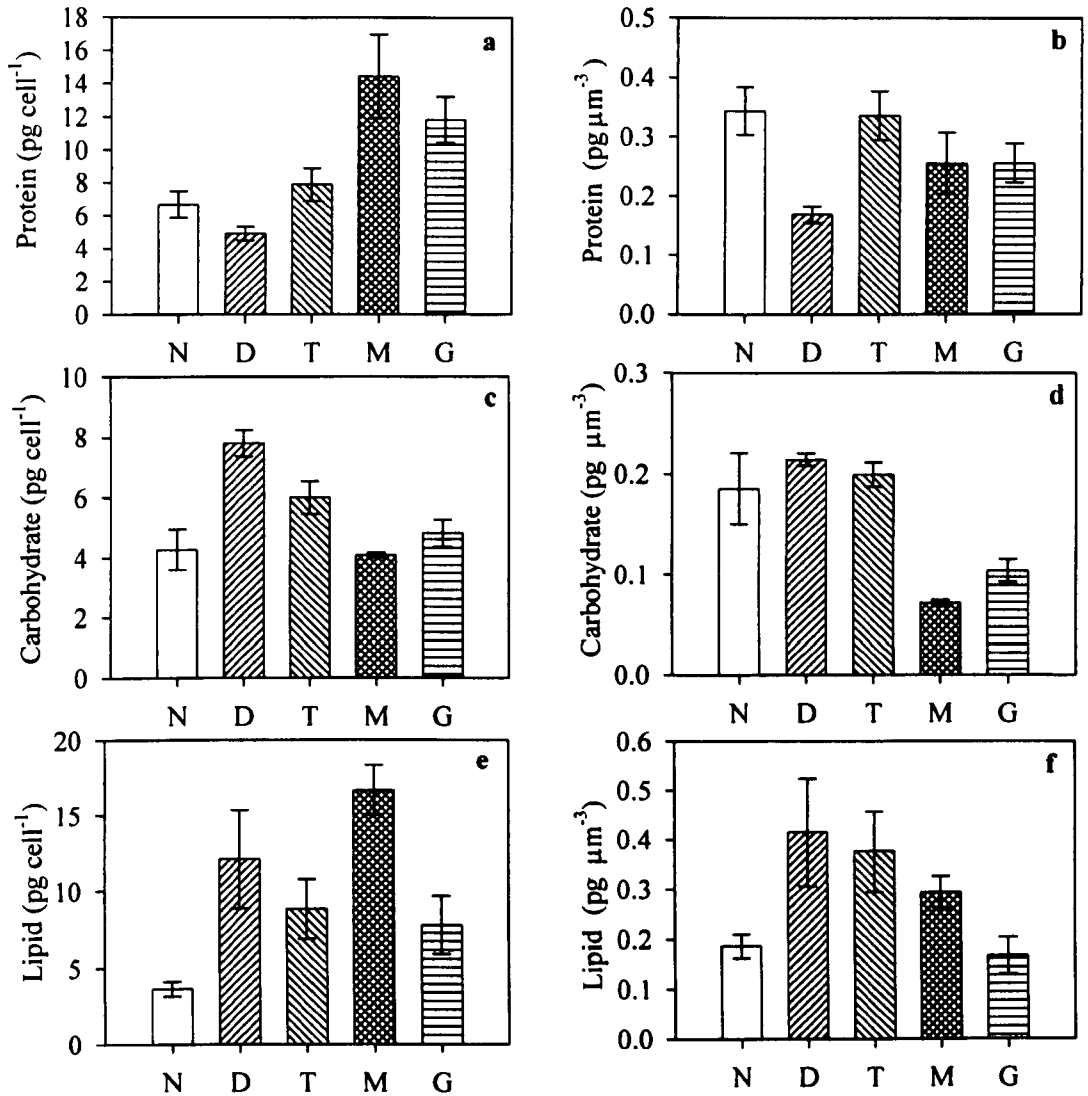 a
Protein (pg cell⁻¹)
18
16
14
12
10
8
6
4
2
0
N D T M G
b
Protein (pg μm⁻³)
0.5
0.4
0.3
0.2
0.1
0.0
N D T M G
c
Carbohydrate (pg cell⁻¹)
10
8
6
4
2
0
N D T M G
d
Carbohydrate (pg μm⁻³)
0.3
0.2
0.1
0.0
N D T M G
e
Lipid (pg cell⁻¹)
20
15
10
5
0
N D T M G
f
Lipid (pg μm⁻³)
0.6
0.5
0.4
0.3
0.2
0.1
0.0
N D T M G